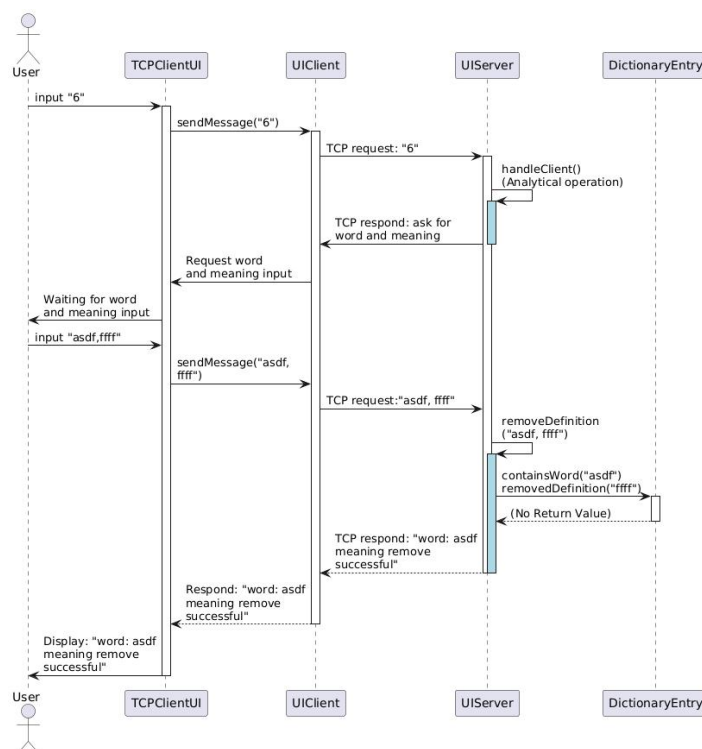 User
TCPClientUI
UIClient
UIServer
DictionaryEntry
input "6"
sendMessage("6")
TCP request: "6"
handleClient()
(Analytical operation)
TCP respond: ask for
word and meaning
Request word
and meaning input
Waiting for word
and meaning input
input "asdf,ffff"
sendMessage("asdf,
ffff")
TCP request:"asdf, ffff"
removeDefinition
("asdf, ffff")
containsWord("asdf")
removedDefinition("ffff")
(No Return Value)
TCP respond: "word: asdf
meaning remove
successful"
Respond: "word: asdf
meaning remove
successful"
Display: "word: asdf
meaning remove
successful"
User
TCPClientUI
UIClient
UIServer
DictionaryEntry